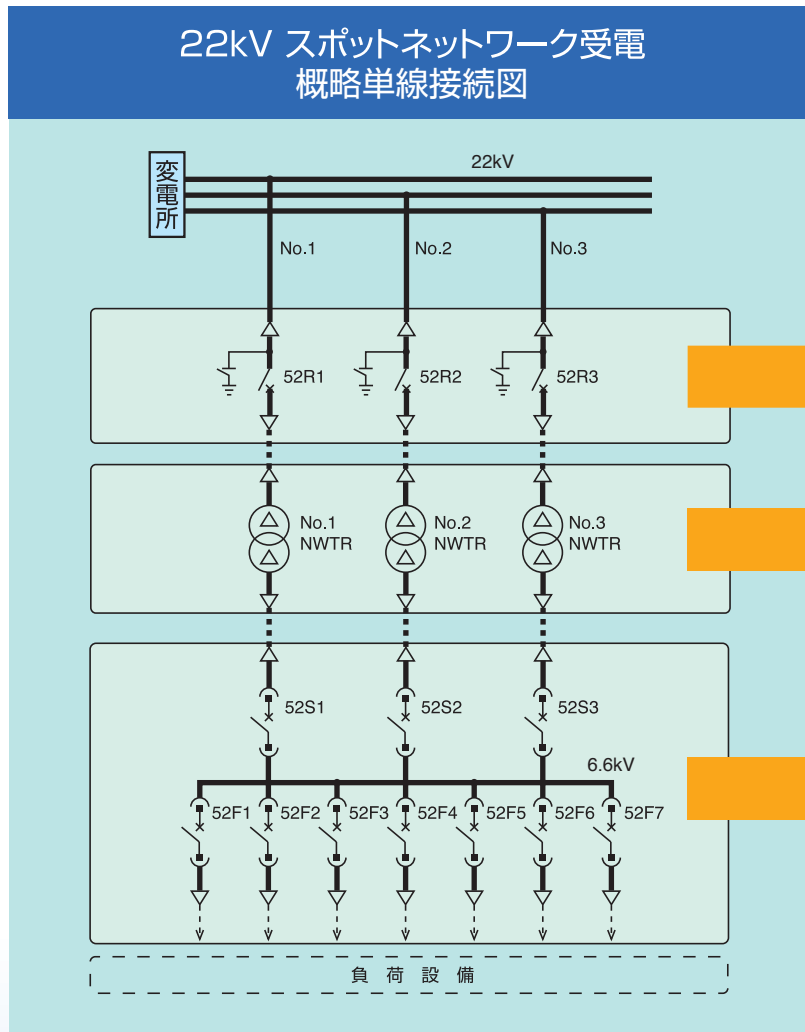 22kV スポットネットワーク受電
概略単線接続図
変電所
22kV
No.1
No.2
No.3
52R1
52R2
52R3
No.1
NWTR
No.2
NWTR
No.3
NWTR
52S1
52S2
52S3
6.6kV
52F1
52F2
52F3
52F4
52F5
52F6
52F7
負荷設備